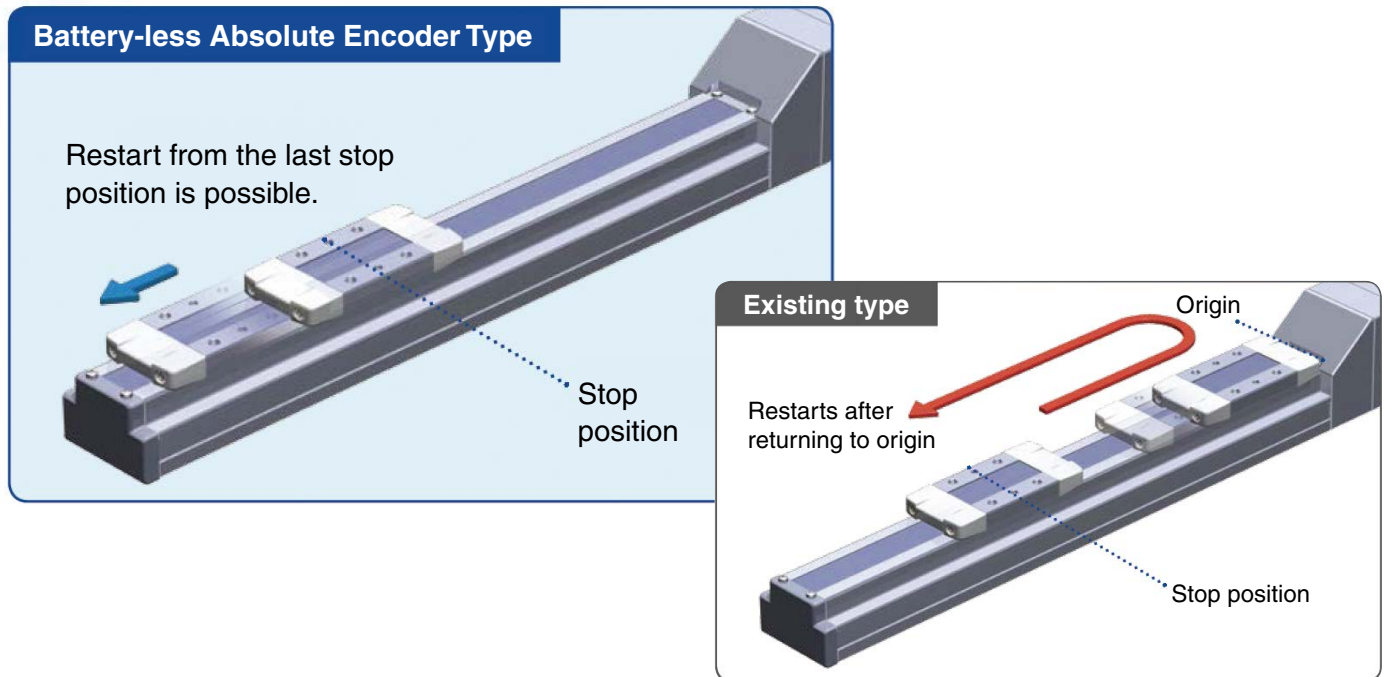 Battery-less Absolute Encoder Type
Restart from the last stop
position is possible.
Stop
position
Existing type
Origin
Restarts after
returning to origin
Stop position